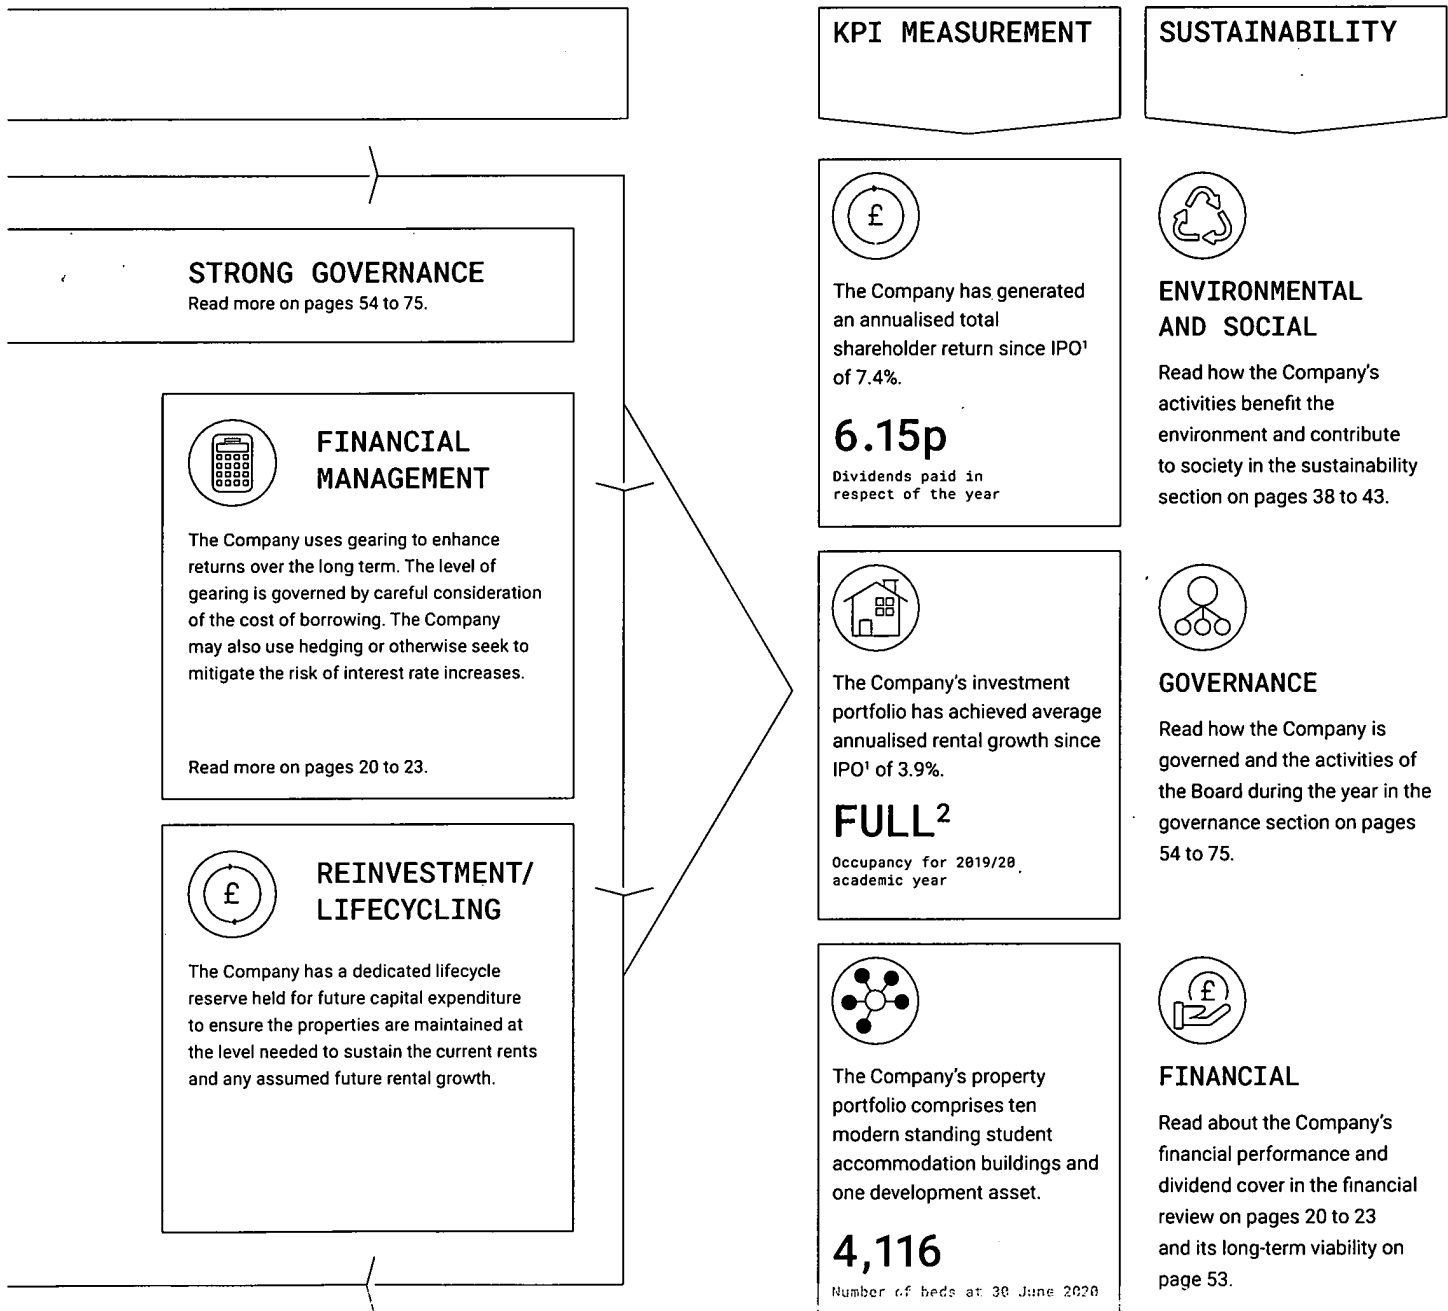 KPI MEASUREMENT
SUSTAINABILITY
STRONG GOVERNANCE
Read more on pages 54 to 75.
FINANCIAL
MANAGEMENT
The Company uses gearing to enhance
returns over the long term. The level of
gearing is governed by careful consideration
of the cost of borrowing. The Company
may also use hedging or otherwise seek to
mitigate the risk of interest rate increases.
Read more on pages 20 to 23.
£
REINVESTMENT/
LIFECYCLING
The Company has a dedicated lifecycle
reserve held for future capital expenditure
to ensure the properties are maintained at
the level needed to sustain the current rents
and any assumed future rental growth.
£
The Company has generated
an annualised total
shareholder return since IPO¹
of 7.4%.
6.15p
Dividends paid in
respect of the year
The Company's investment
portfolio has achieved average
annualised rental growth since
IPO¹ of 3.9%.
FULL²
Occupancy for 2019/20
academic year
The Company's property
portfolio comprises ten
modern standing student
accommodation buildings and
one development asset.
4,116
Number of beds at 30 June 2020
ENVIRONMENTAL
AND SOCIAL
Read how the Company's
activities benefit the
environment and contribute
to society in the sustainability
section on pages 38 to 43.
GOVERNANCE
Read how the Company is
governed and the activities of
the Board during the year in the
governance section on pages
54 to 75.
£
FINANCIAL
Read about the Company's
financial performance and
dividend cover in the financial
review on pages 20 to 23
and its long-term viability on
page 53.